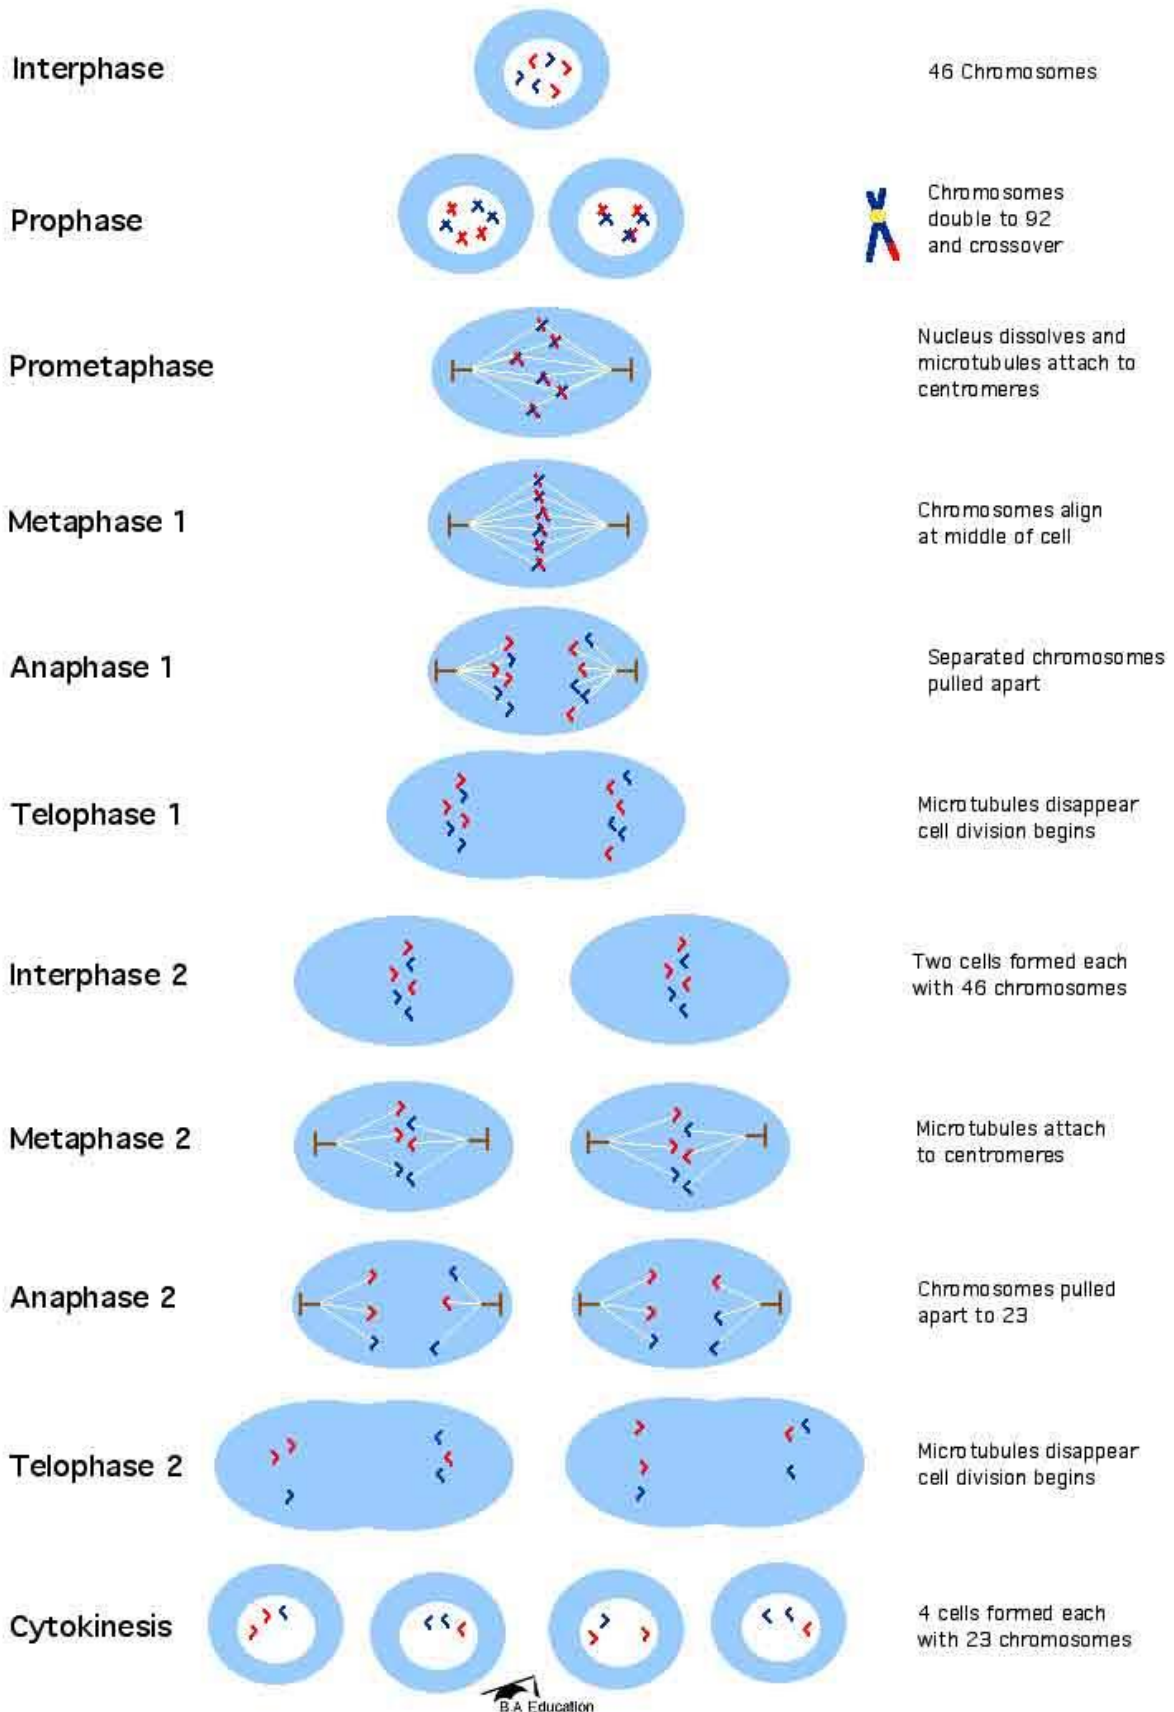 Interphase
46 Chromosomes
Prophase
Chromosomes
double to 92
and crossover
Prometaphase
Nucleus dissolves and
microtubules attach to
centromeres
Metaphase 1
Chromosomes align
at middle of cell
Anaphase 1
Separated chromosomes
pulled apart
Telophase 1
Microtubules disappear
cell division begins
Interphase 2
Two cells formed each
with 46 chromosomes
Metaphase 2
Microtubules attach
to centromeres
Anaphase 2
Chromosomes pulled
apart to 23
Telophase 2
Microtubules disappear
cell division begins
Cytokinesis
4 cells formed each
with 23 chromosomes
B.A Education